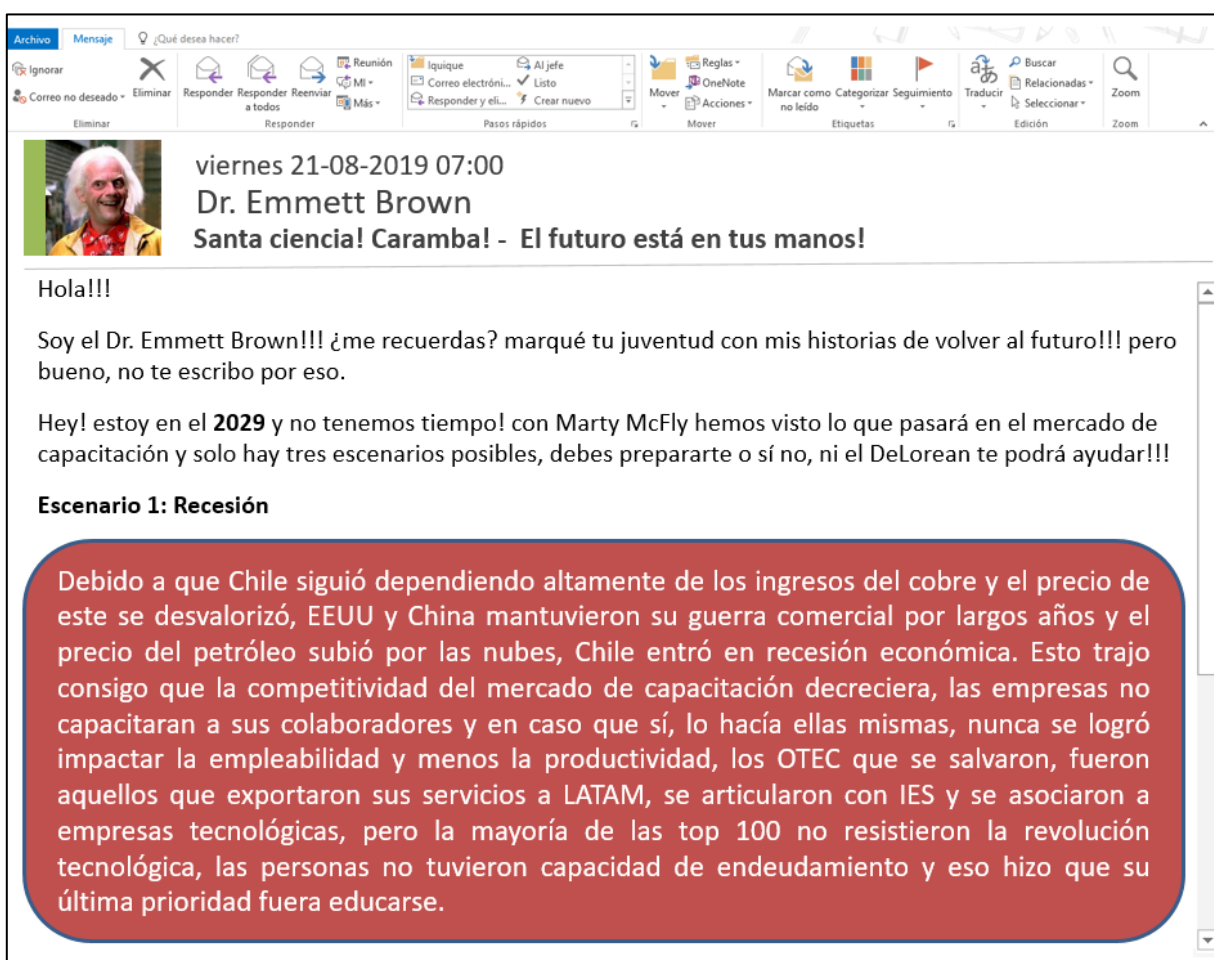 Archivo Mensaje ¿Qué desea hacer?
Ignorar
Correo no deseado
Eliminar
Eliminar
Responder
Responder a todos
Reenviar
Reunión
MI
Más
Responder
Iquique
Correo electróni...
Responder y eli...
Al jefe
Listo
Crear nuevo
Pasos rápidos
Mover
Reglas
OneNote
Acciones
Mover
Marcar como no leído
Categorizar
Seguimiento
Etiquetas
Traducir
Buscar
Relacionadas
Seleccionar
Edición
Zoom
Zoom
viernes 21-08-2019 07:00
Dr. Emmett Brown
Santa ciencia! Caramba! - El futuro está en tus manos!
Hola!!!
Soy el Dr. Emmett Brown!!! ¿me recuerdas? marqué tu juventud con mis historias de volver al futuro!!! pero
bueno, no te escribo por eso.
Hey! estoy en el 2029 y no tenemos tiempo! con Marty McFly hemos visto lo que pasará en el mercado de
capacitación y solo hay tres escenarios posibles, debes prepararte o sí no, ni el DeLorean te podrá ayudar!!!
Escenario 1: Recesión
Debido a que Chile siguió dependiendo altamente de los ingresos del cobre y el precio de
este se desvalorizó, EEUU y China mantuvieron su guerra comercial por largos años y el
precio del petróleo subió por las nubes, Chile entró en recesión económica. Esto trajo
consigo que la competitividad del mercado de capacitación decreciera, las empresas no
capacitaran a sus colaboradores y en caso que sí, lo hacía ellas mismas, nunca se logró
impactar la empleabilidad y menos la productividad, los OTEC que se salvaron, fueron
aquellos que exportaron sus servicios a LATAM, se articularon con IES y se asociaron a
empresas tecnológicas, pero la mayoría de las top 100 no resistieron la revolución
tecnológica, las personas no tuvieron capacidad de endeudamiento y eso hizo que su
última prioridad fuera educarse.